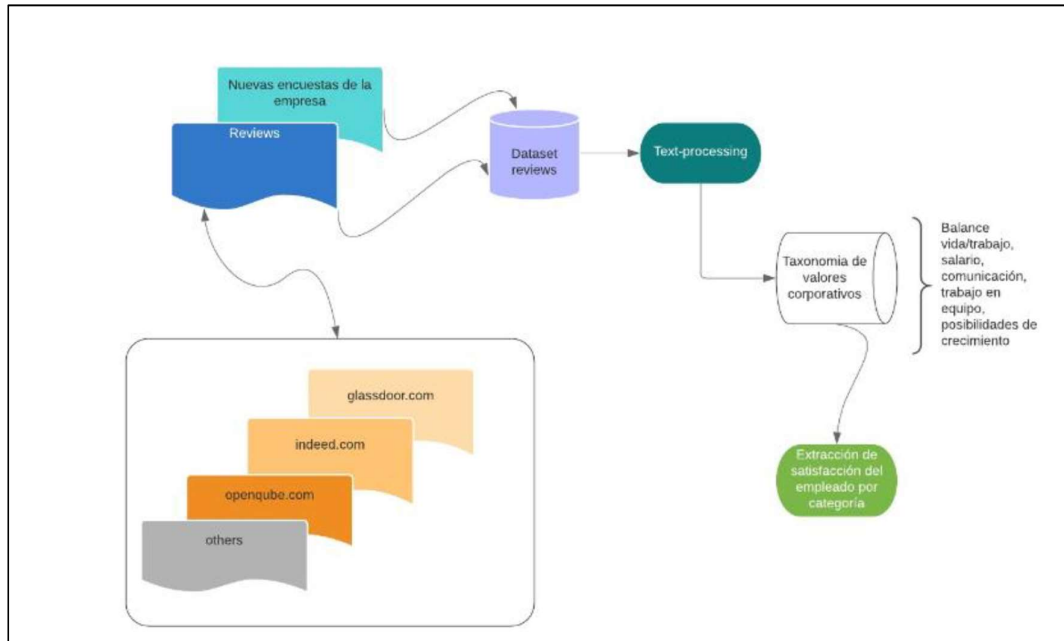 Nuevas encuestas de la
empresa
Reviews
Dataset
reviews
Text-processing
Taxonomia de
valores
corporativos
Balance
vida/trabajo,
salario,
comunicación,
trabajo en
equipo,
posibilidades de
crecimiento
glassdoor.com
indeed.com
openqube.com
others
Extracción de
satisfacción del
empleado por
categoría